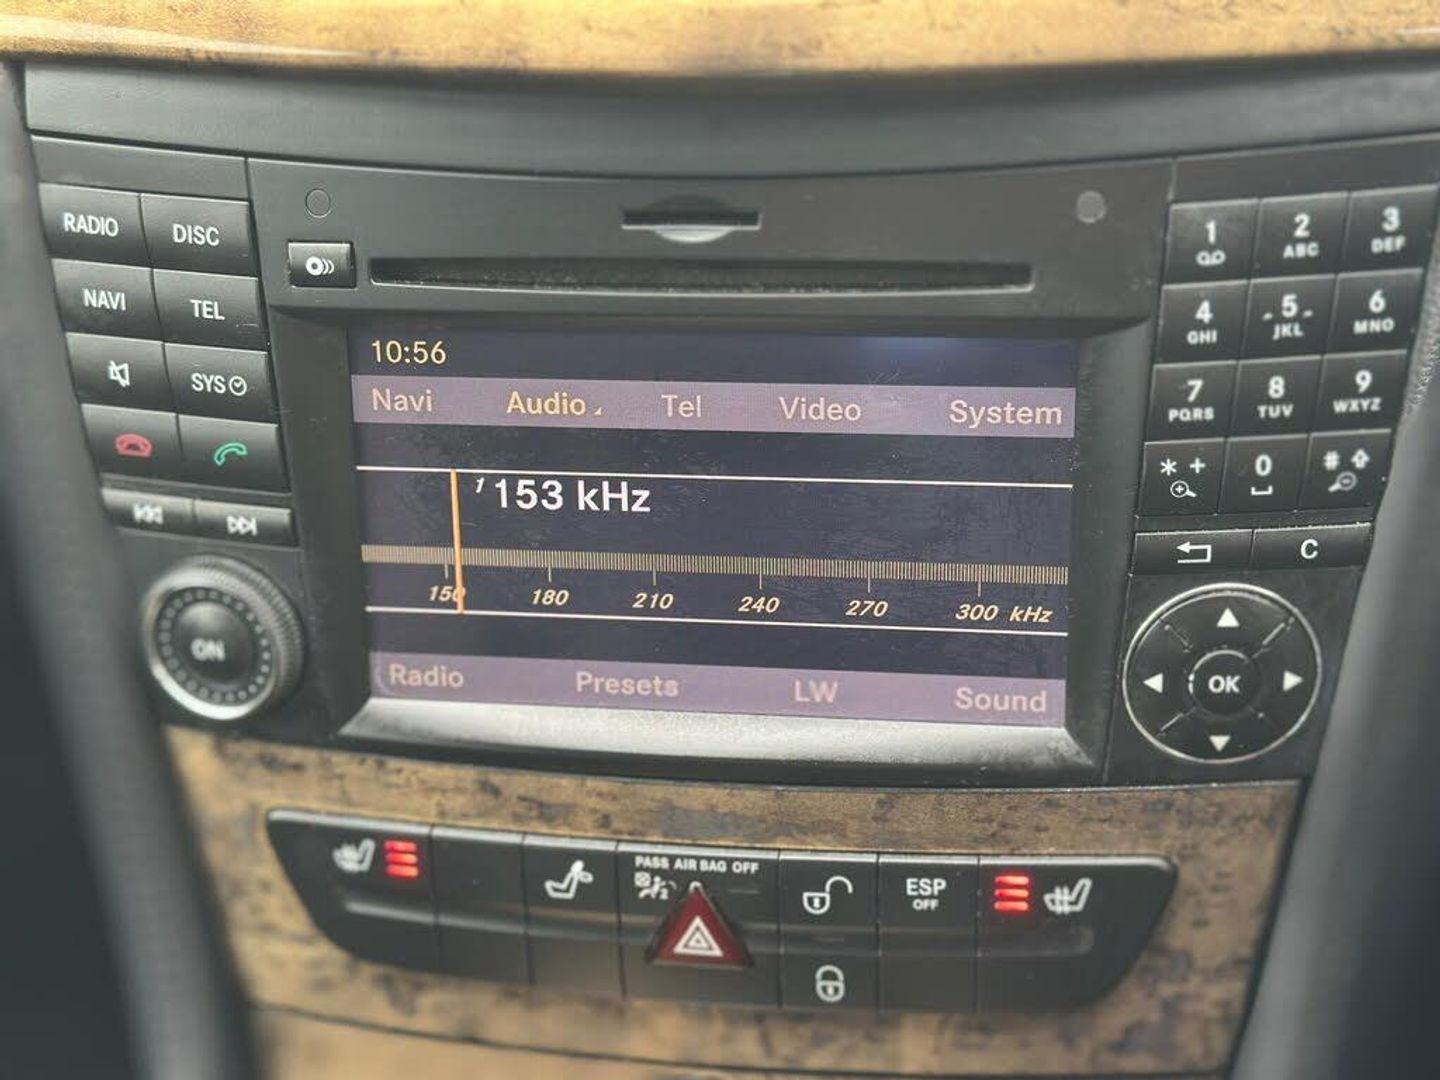 RADIO DISC
NAVI TEL
SYS
ON
10:56
Navi Audio Tel Video System
1 153 kHz
150 180 210 240 270 300 kHz
Radio Presets LW Sound
1 2 ABC 3 DEF
4 GHI 5 JKL 6 MNO
7 PQRS 8 TUV 9 WXYZ
* + 0 #
C
OK
PASS AIR BAG OFF
ESP
OFF